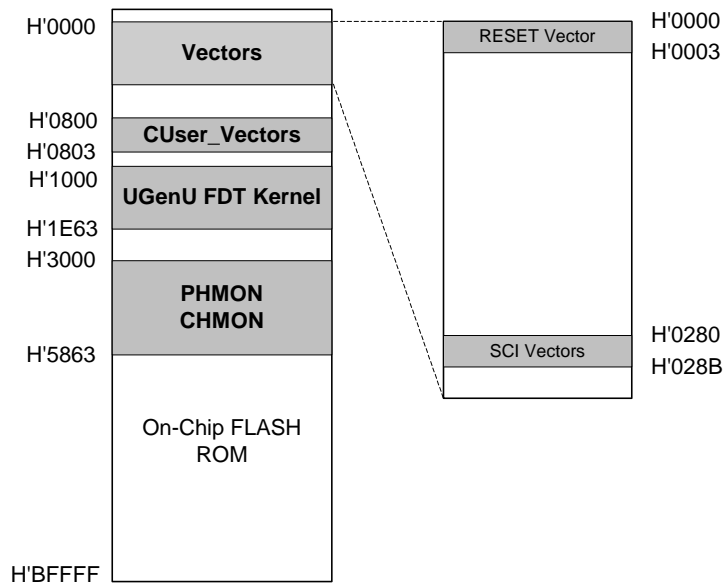 H'0000
Vectors
H'0800
CUser_Vectors
H'0803
H'1000
UGenU FDT Kernel
H'1E63
H'3000
PHMON
CHMON
H'5863
On-Chip FLASH
ROM
H'BFFFF
H'0000
RESET Vector
H'0003
H'0280
SCI Vectors
H'028B